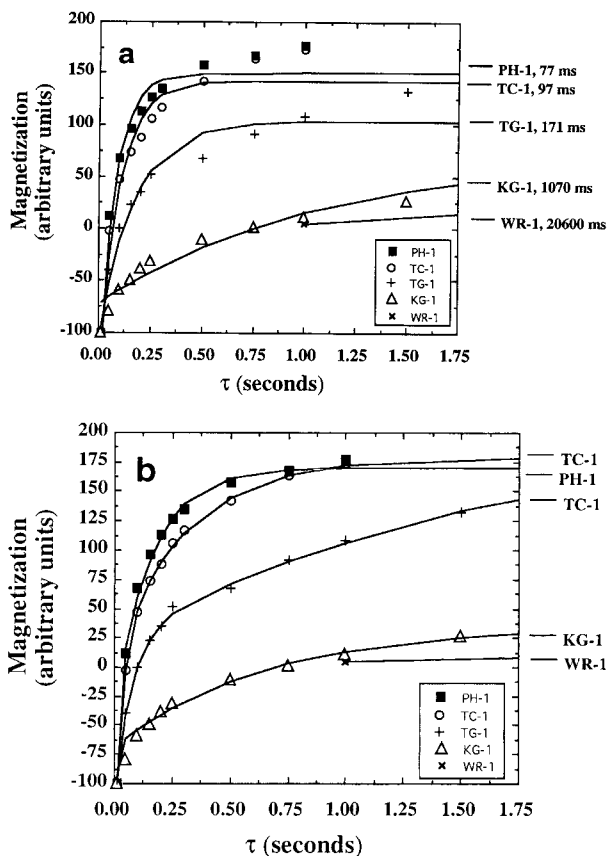 a
Magnetization
(arbitrary units)
200
175
150
125
100
75
50
25
0
-50
-75
-100
0.00 0.25 0.50 0.75 1.00 1.25 1.50 1.75
τ (seconds)
PH-1, 77 ms
TC-1, 97 ms
TG-1, 171 ms
KG-1, 1070 ms
WR-1, 20600 ms
PH-1
TC-1
TG-1
KG-1
WR-1
b
Magnetization
(arbitrary units)
200
175
150
125
100
75
50
25
0
-25
-50
-75
-100
0.00 0.25 0.50 0.75 1.00 1.25 1.50 1.75
τ (seconds)
TC-1
PH-1
TC-1
KG-1
WR-1
PH-1
TC-1
TG-1
KG-1
WR-1